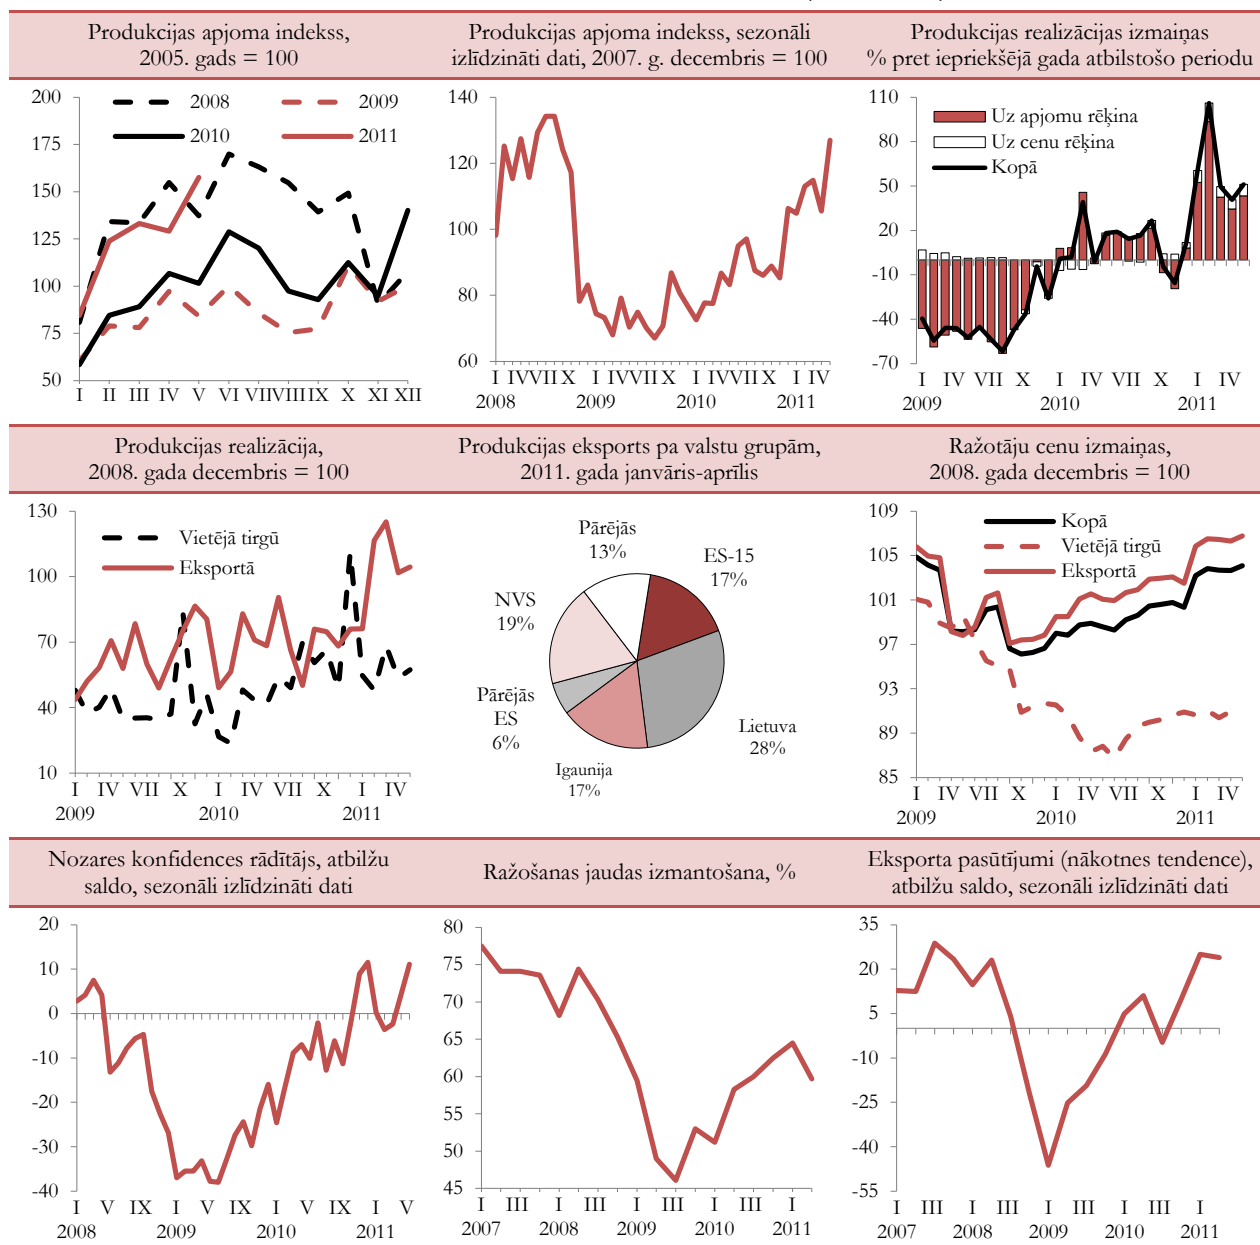 Produkcijas apjoma indekss,
2005. gads = 100
Produkcijas apjoma indekss, sezonāli
izlīdzināti dati, 2007. g. decembris = 100
Produkcijas realizācijas izmaiņas
% pret iepriekšējā gada atbilstošo periodu
200
175
150
125
100
75
50
2008
2009
2010
2011
I II III IV V VI VII VIII IX X XI XII
140
120
100
80
60
I IV VII X I IV VII X I IV VII X I IV
2008 2009 2010 2011
110
80
50
20
-10
-40
-70
Uz apjomu rēķina
Uz cenu rēķina
Kopā
I IV VII X I IV VII X I IV
2009 2010 2011
Produkcijas realizācija,
2008. gada decembris = 100
Produkcijas eksports pa valstu grupām,
2011. gada janvāris-aprīlis
Ražotāju cenu izmaiņas,
2008. gada decembris = 100
130
100
70
40
10
Vietējā tirgū
Eksportā
I IV VII X I IV VII X I IV
2009 2010 2011
Pārējās
13%
ES-15
17%
NVS
19%
Pārējās
ES
6%
Lietuva
28%
Igaunija
17%
109
105
101
97
93
89
85
Kopā
Vietējā tirgū
Eksportā
I IV VII X I IV VII X I IV
2009 2010 2011
Nozares konfidences rādītājs, atbilžu
saldo, sezonāli izlīdzināti dati
Ražošanas jaudas izmantošana, %
Eksporta pasūtījumi (nākotnes tendence),
atbilžu saldo, sezonāli izlīdzināti dati
20
10
0
-10
-20
-30
-40
I V IX I V IX I V IX I V
2008 2009 2010 2011
80
75
70
65
60
55
50
45
I III I III I III I III I
2007 2008 2009 2010 2011
35
20
5
-10
-25
-40
-55
I III I III I III I III I
2007 2008 2009 2010 2011